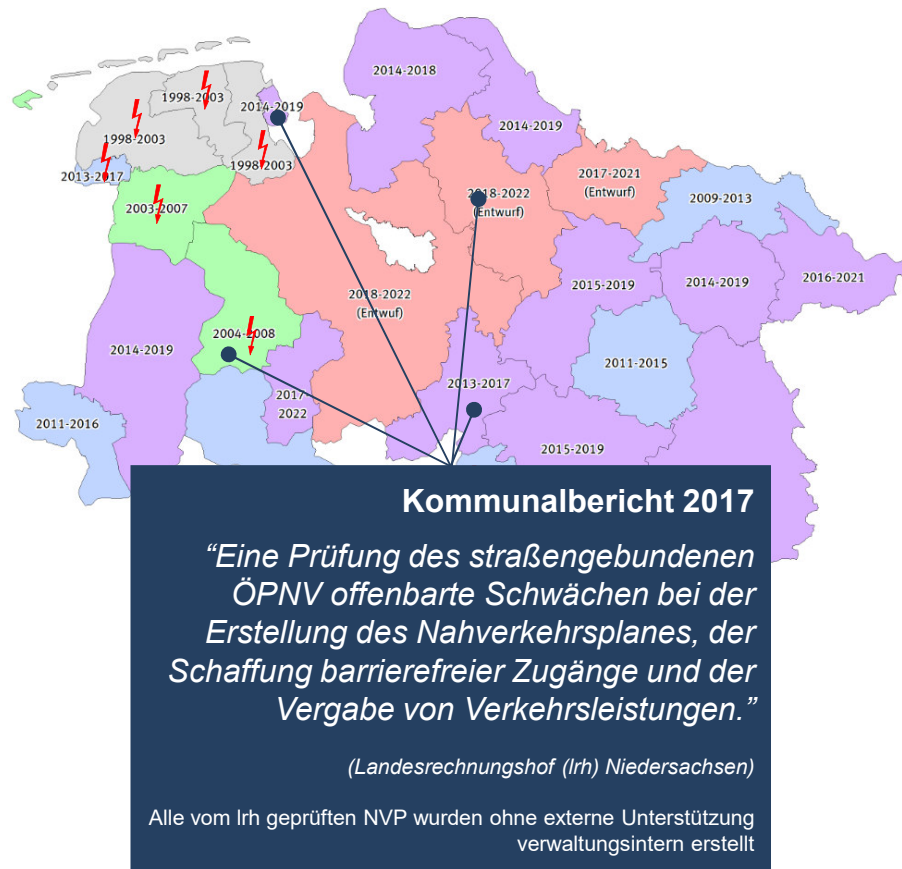 2014-2018
1998-2003
2014-2019
2014-2019
1998-2003
1998-2003
2017-2021
(Entwurf)
2013-2017
2009-2013
2003-2007
2018-2022
(Entwurf)
2015-2019
2014-2019
2016-2021
2018-2022
(Entwuf)
2004-2008
2014-2019
2011-2015
2013-2017
2017
2022
2011-2016
2015-2019
Kommunalbericht 2017
“Eine Prüfung des straßengebundenen
ÖPNV offenbarte Schwächen bei der
Erstellung des Nahverkehrsplanes, der
Schaffung barrierefreier Zugänge und der
Vergabe von Verkehrsleistungen.”
(Landesrechnungshof (lrh) Niedersachsen)
Alle vom lrh geprüften NVP wurden ohne externe Unterstützung
verwaltungsintern erstellt